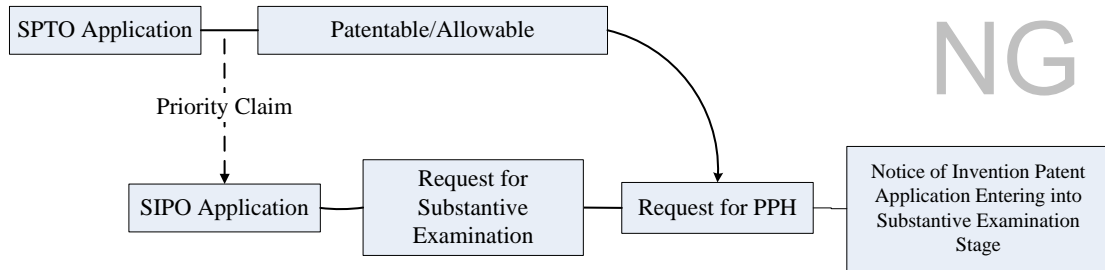 SPTO Application
Patentable/Allowable
NG
Priority Claim
SIPO Application
Request for
Substantive
Examination
Request for PPH
Notice of Invention Patent
Application Entering into
Substantive Examination
Stage